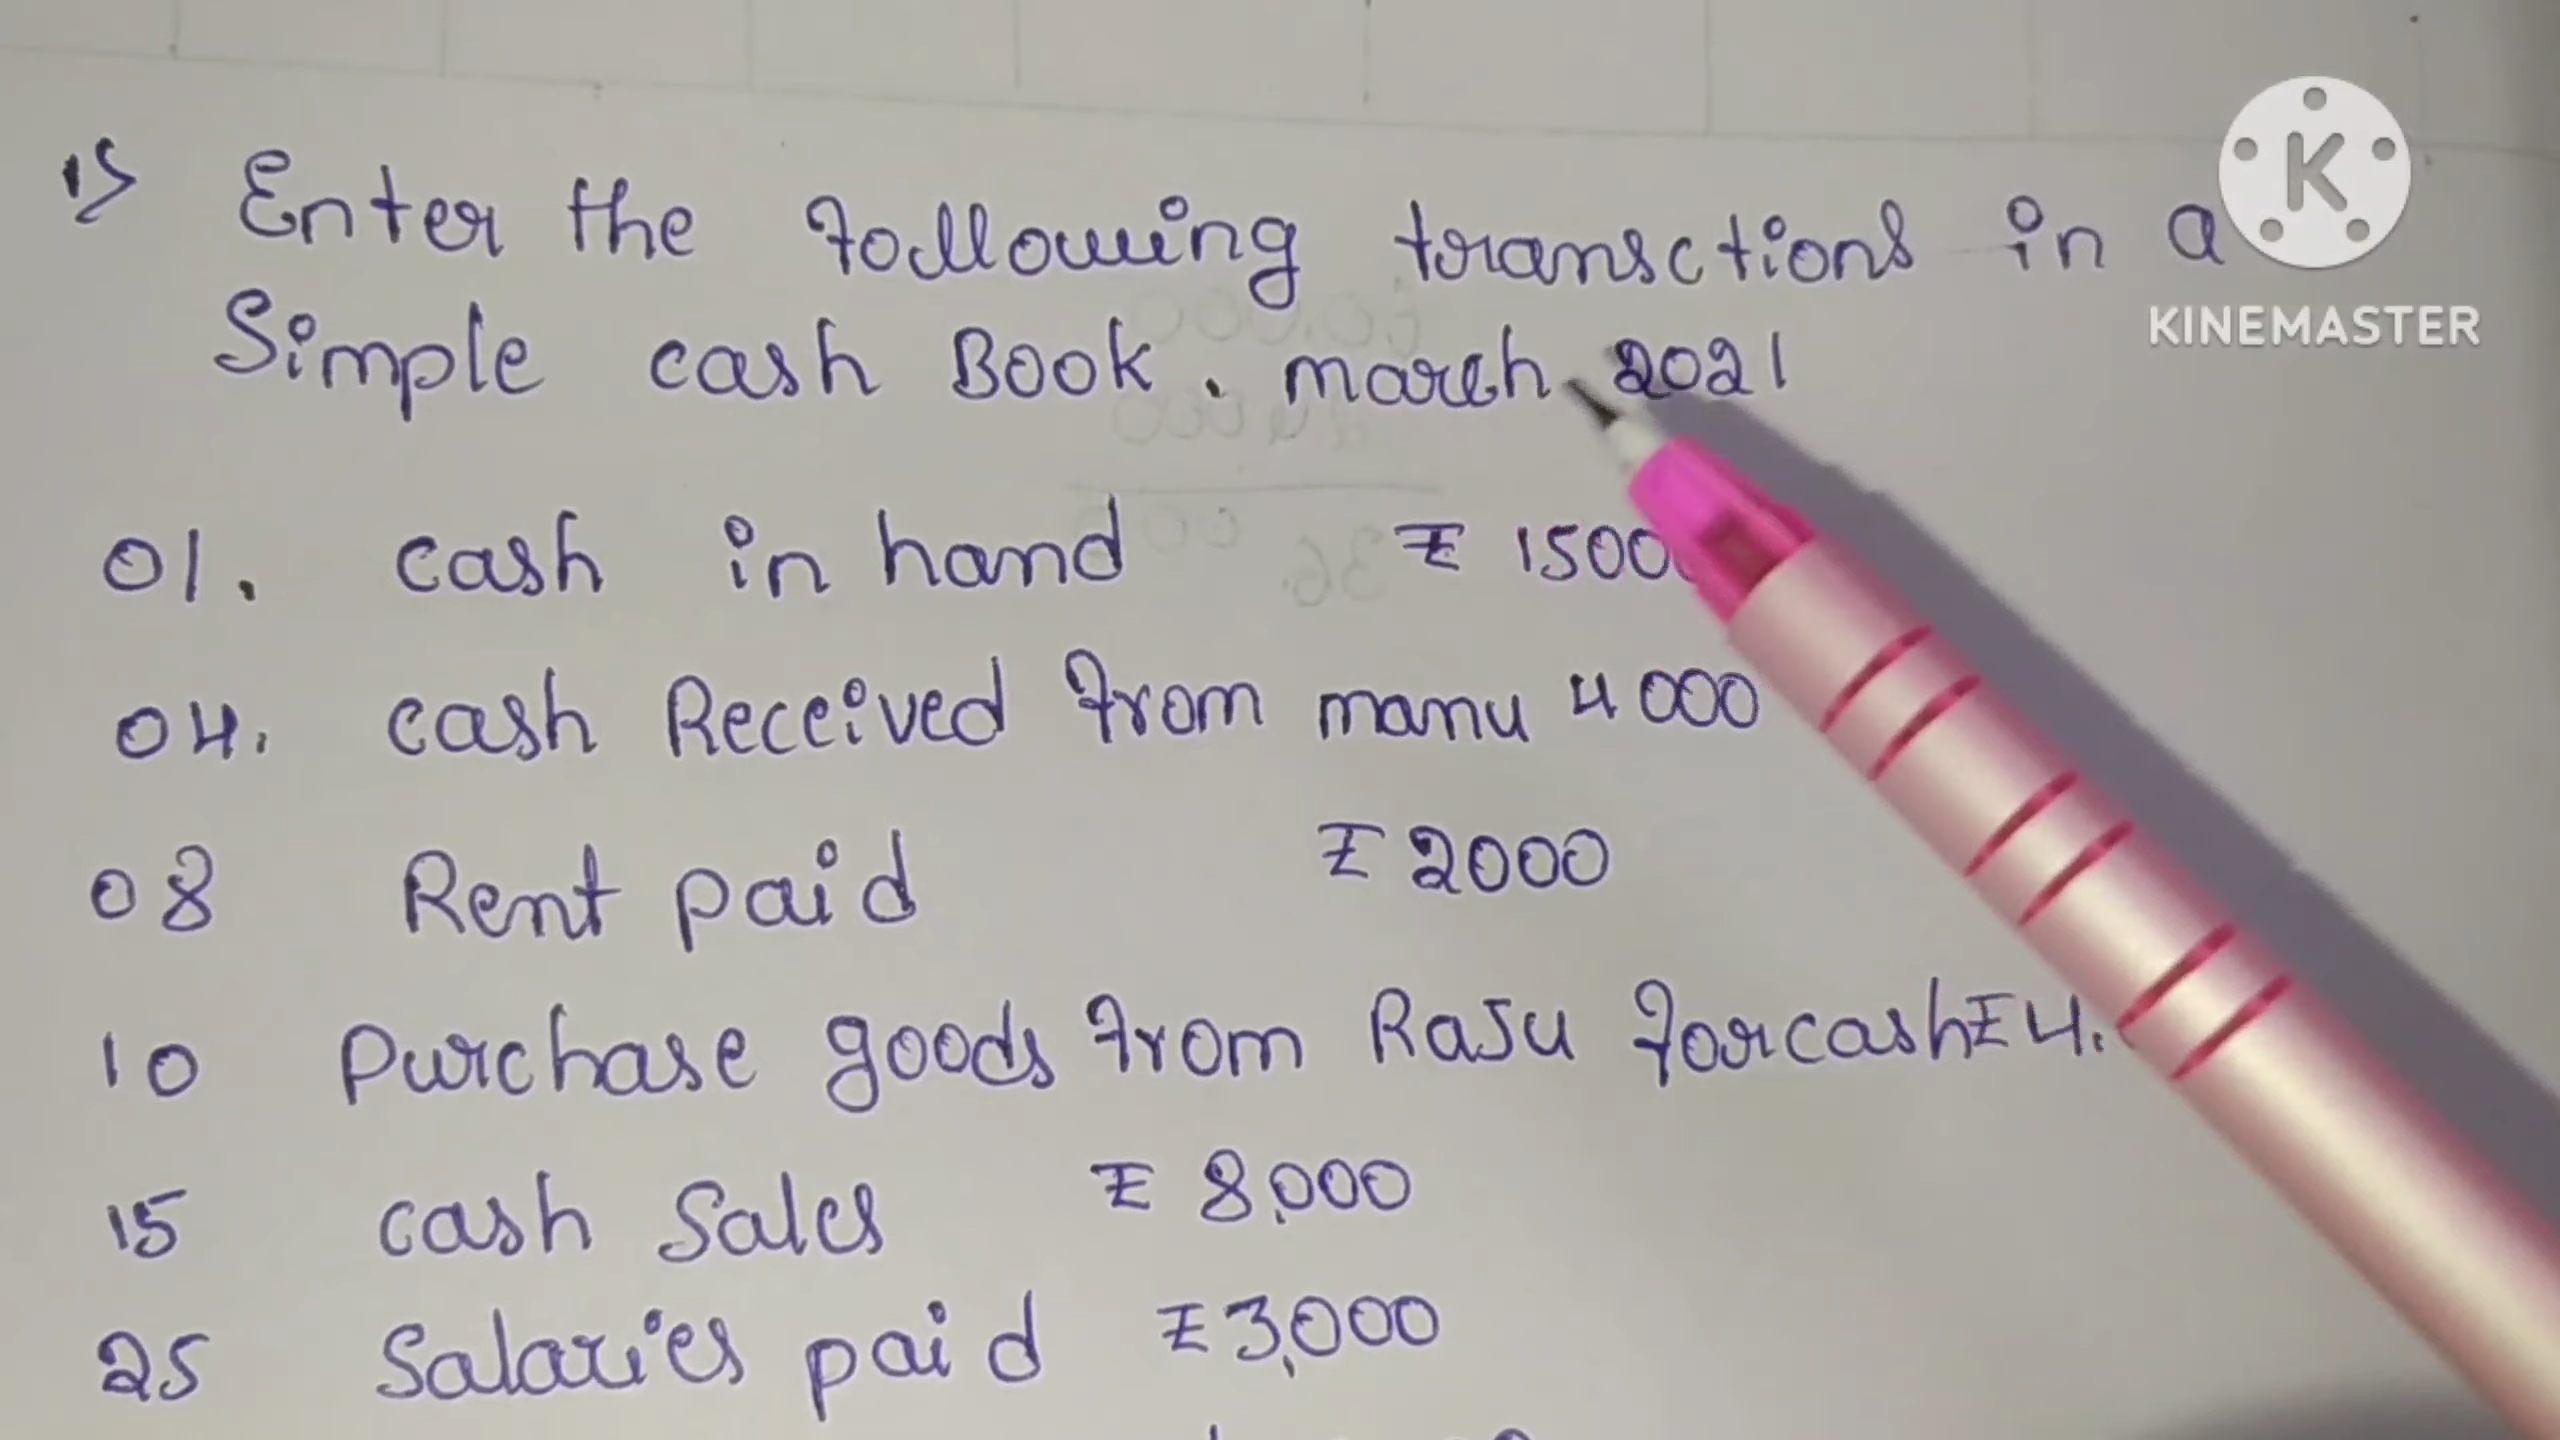 1) Enter the following transctions in a
Simple cash Book. march 2021
01. cash in hand ₹ 1500
04. cash Received from manu 4000
08 Rent paid ₹ 2000
10 Purchase goods from Raju for cash ₹ 4.
15 cash Sales ₹ 8,000
25 Salaries paid ₹ 3,000
K
KINEMASTER